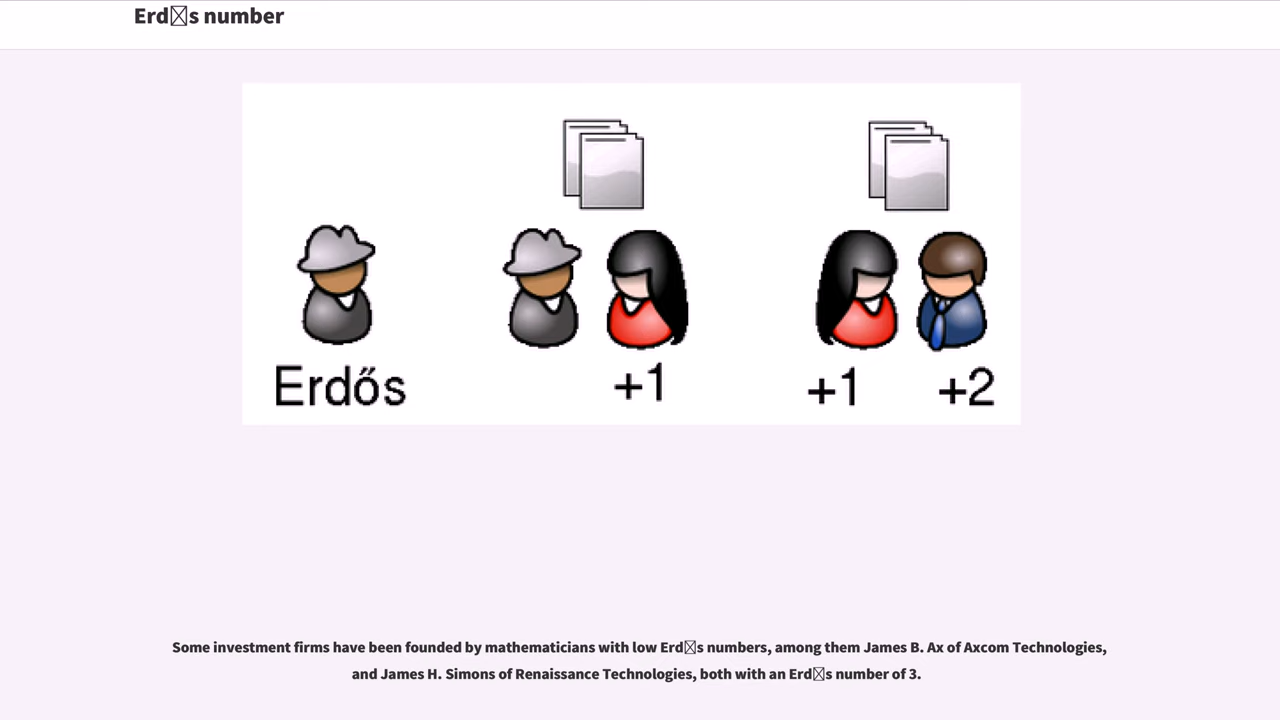 Erd☒s number
Erdős
+1
+1
+2
Some investment firms have been founded by mathematicians with low Erd☒s numbers, among them James B. Ax of Axcom Technologies,
and James H. Simons of Renaissance Technologies, both with an Erd☒s number of 3.